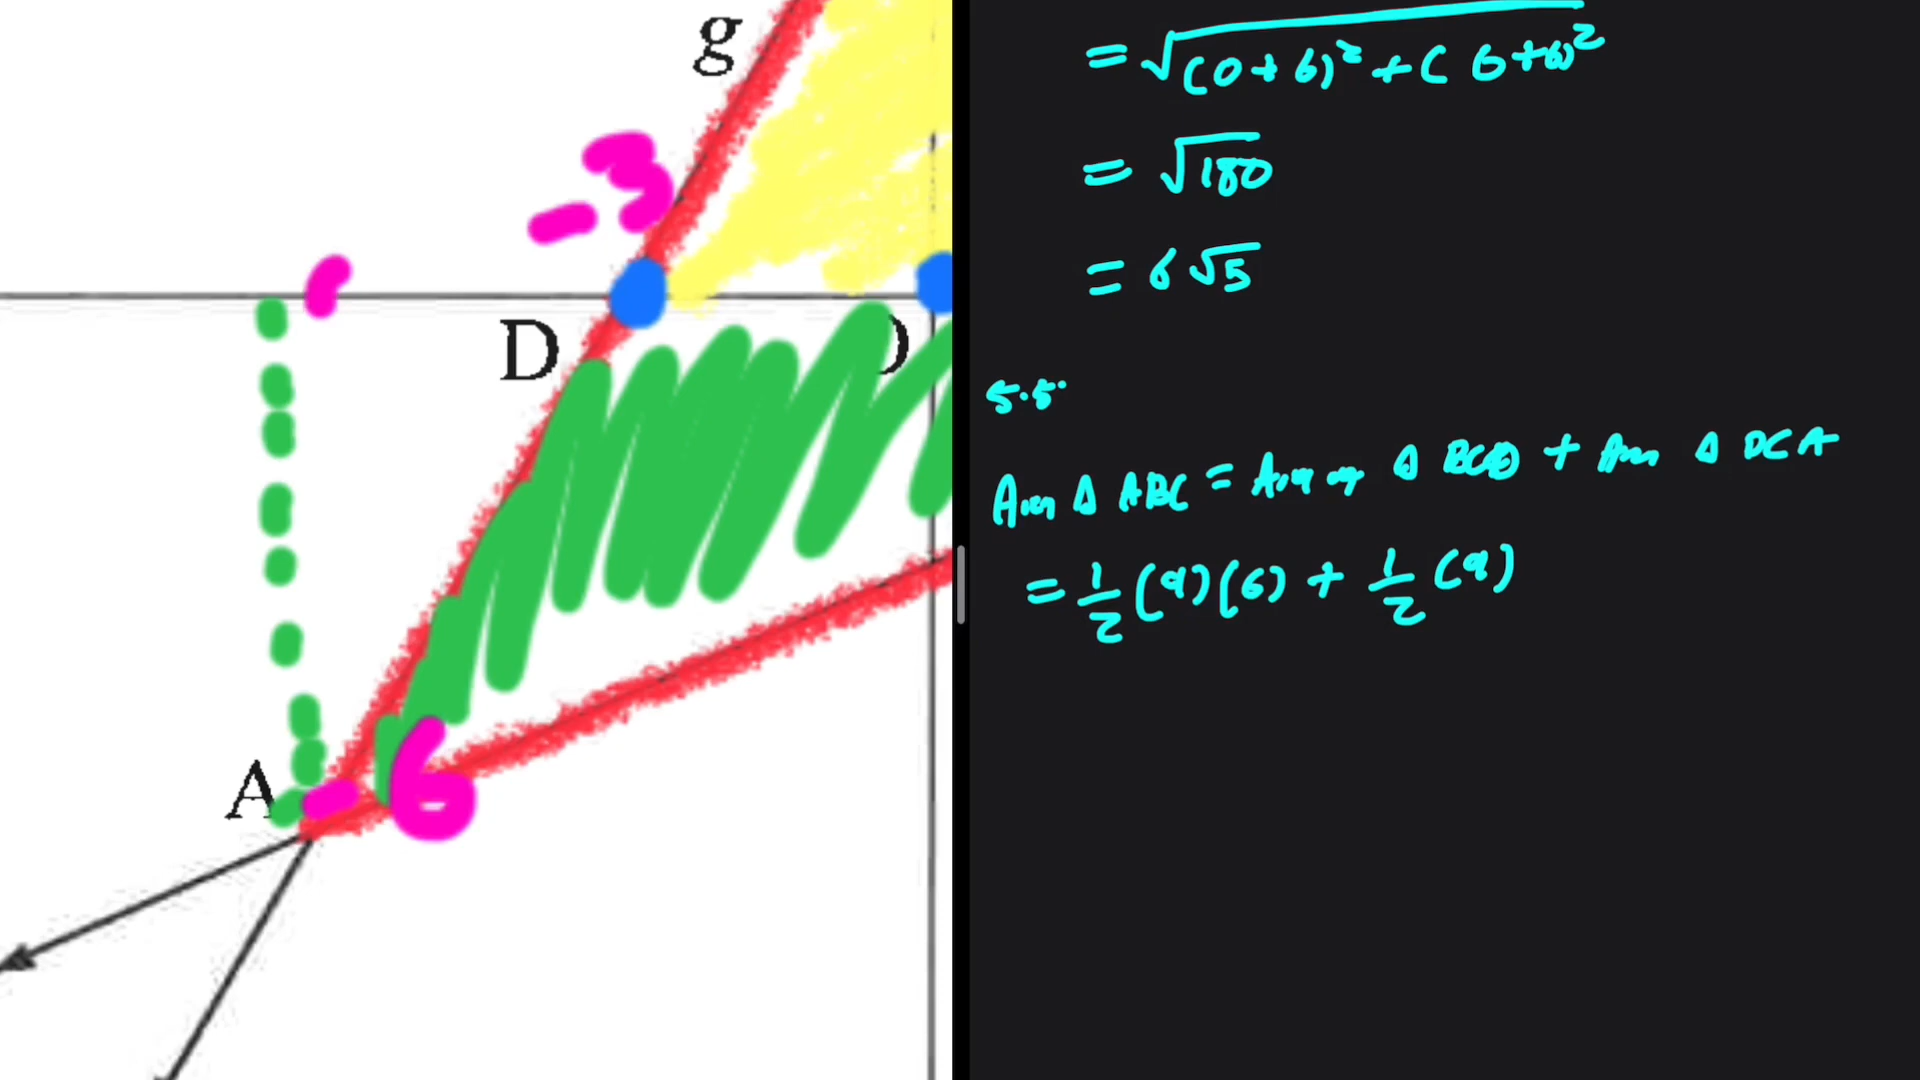 g
-3
D
O
A
-6
= √(0+6)² + (6+6)²
= √180
= 6√5
5.5
Area Δ ABC = Area of Δ BCD + Area Δ DCA
= 1/2 (9)(6) + 1/2 (9)